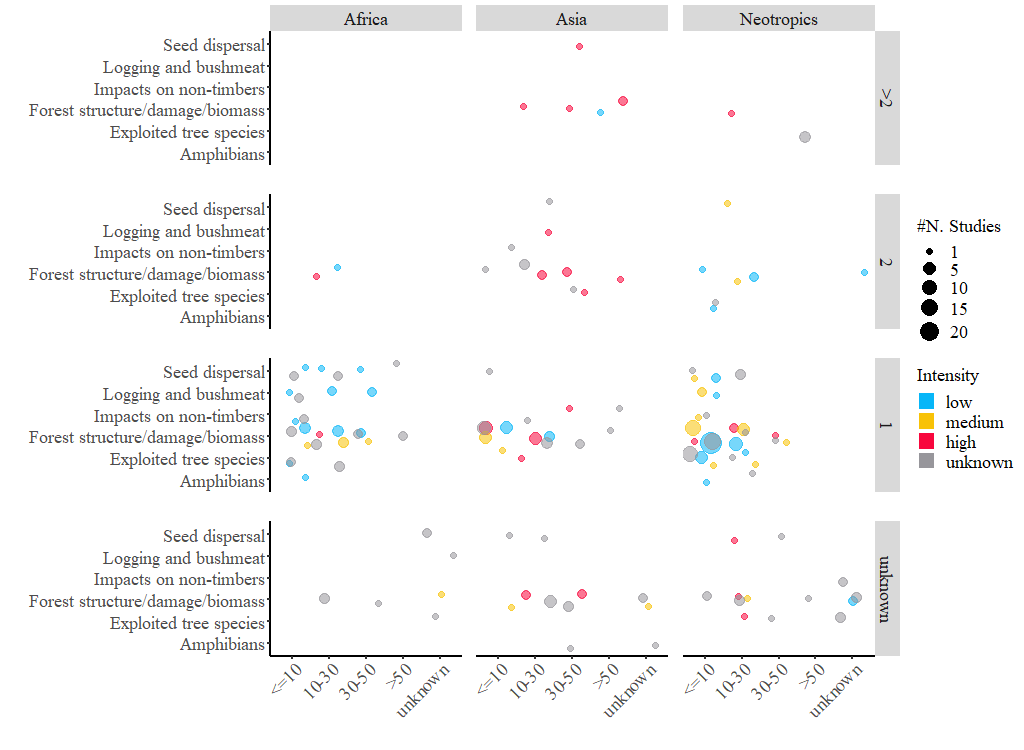 Africa
Asia
Neotropics
Seed dispersal
Logging and bushmeat
Impacts on non-timbers
Forest structure/damage/biomass
Exploited tree species
Amphibians
>2
Seed dispersal
Logging and bushmeat
Impacts on non-timbers
Forest structure/damage/biomass
Exploited tree species
Amphibians
2
Seed dispersal
Logging and bushmeat
Impacts on non-timbers
Forest structure/damage/biomass
Exploited tree species
Amphibians
1
Seed dispersal
Logging and bushmeat
Impacts on non-timbers
Forest structure/damage/biomass
Exploited tree species
Amphibians
unknown
<=10
10-30
30-50
>50
unknown
<=10
10-30
30-50
>50
unknown
<=10
10-30
30-50
>50
unknown
#N. Studies
1
5
10
15
20
Intensity
low
medium
high
unknown